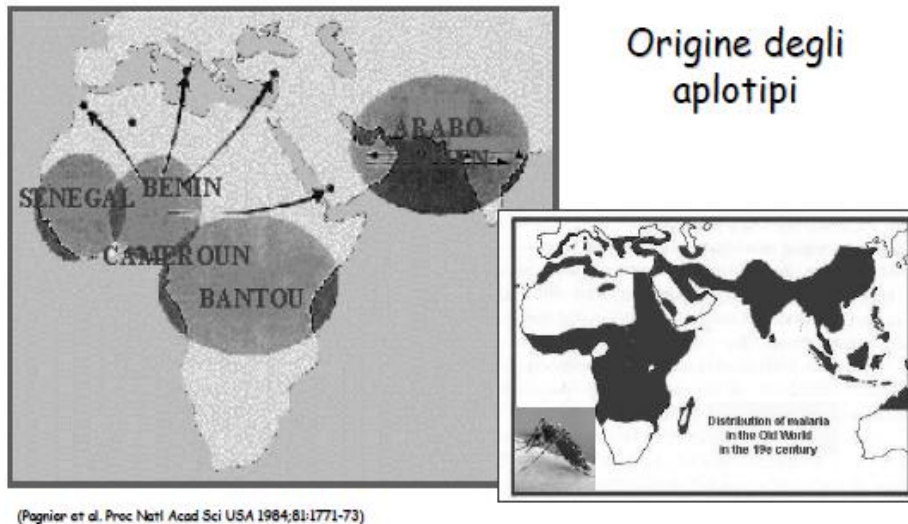 Origine degli
aplotipi
ARABO-
SENEGAL
BENIN
CAMEROUN
BANTOU
Distribution of malaria
in the Old World
in the 19e century
(Pagnier et al. Proc Natl Acad Sci USA 1984;81:1771-73)